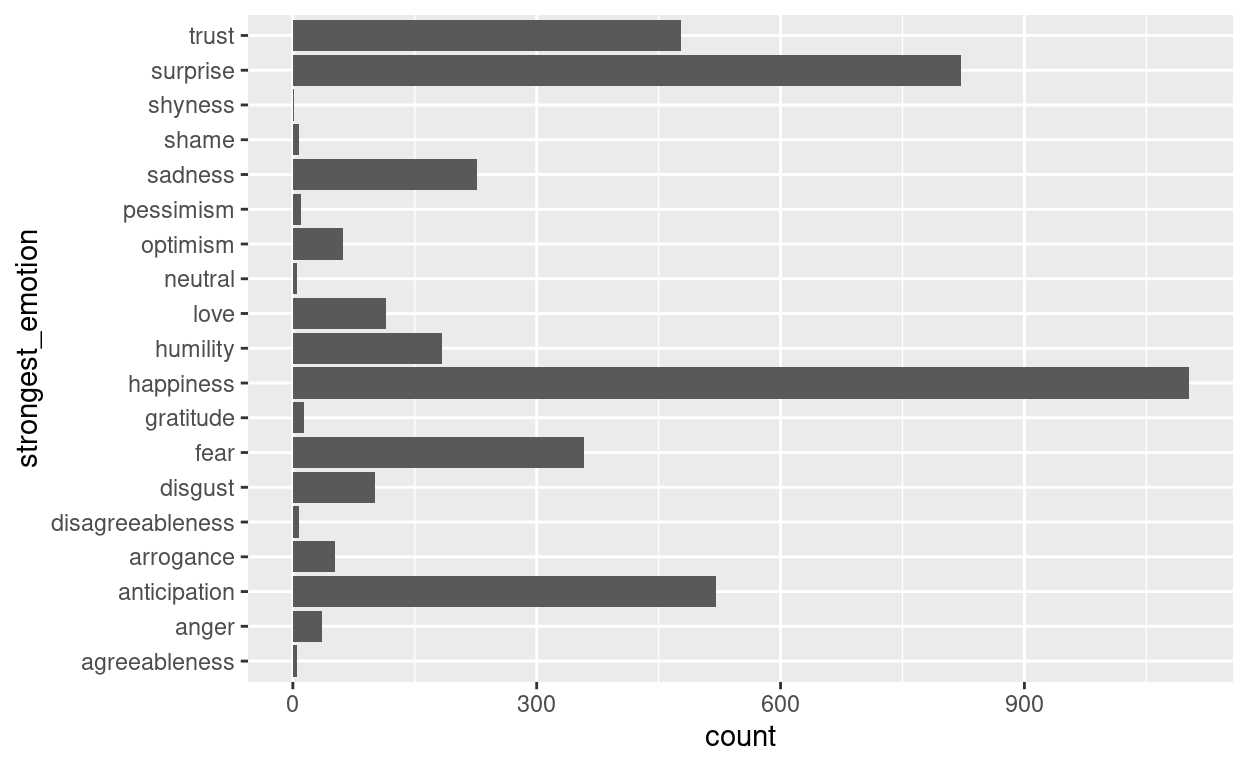 strongest_emotion
trust
surprise
shyness
shame
sadness
pessimism
optimism
neutral
love
humility
happiness
gratitude
fear
disgust
disagreeableness
arrogance
anticipation
anger
agreeableness
0 300 600 900
count